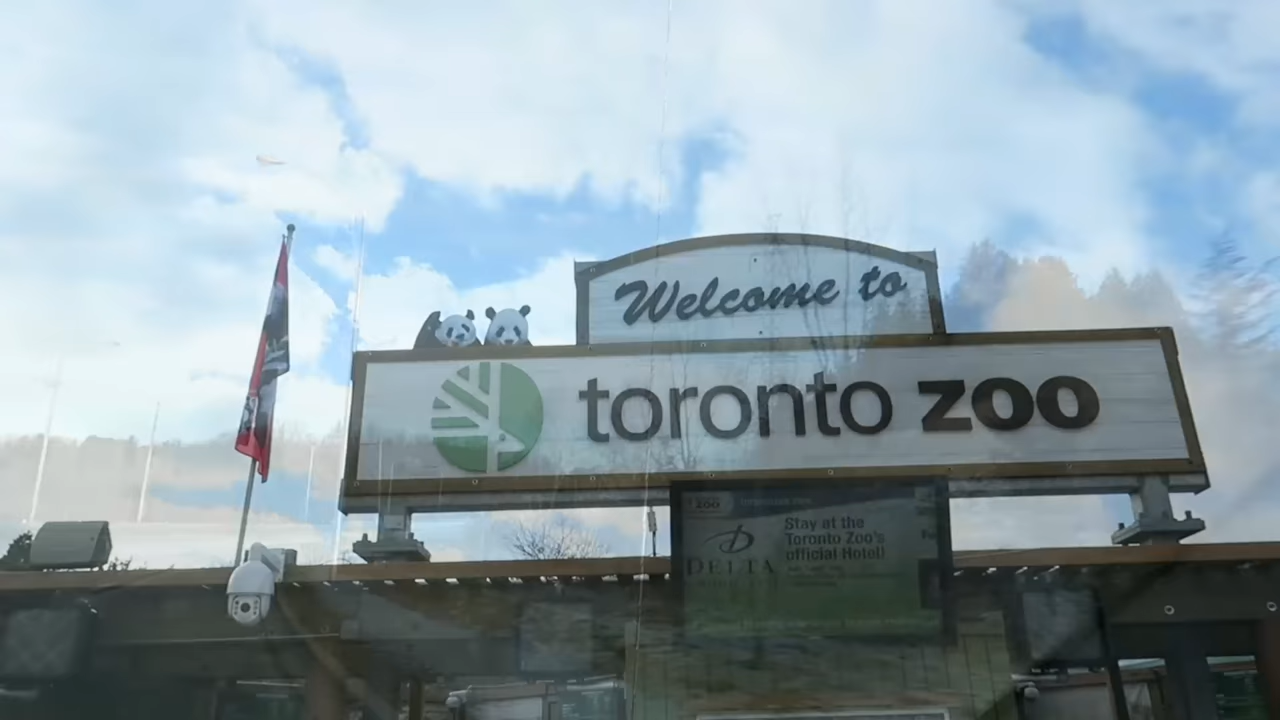 Welcome to
toronto zoo
zoo
Stay at the
Toronto Zoo's
official Hotel!
DELTA